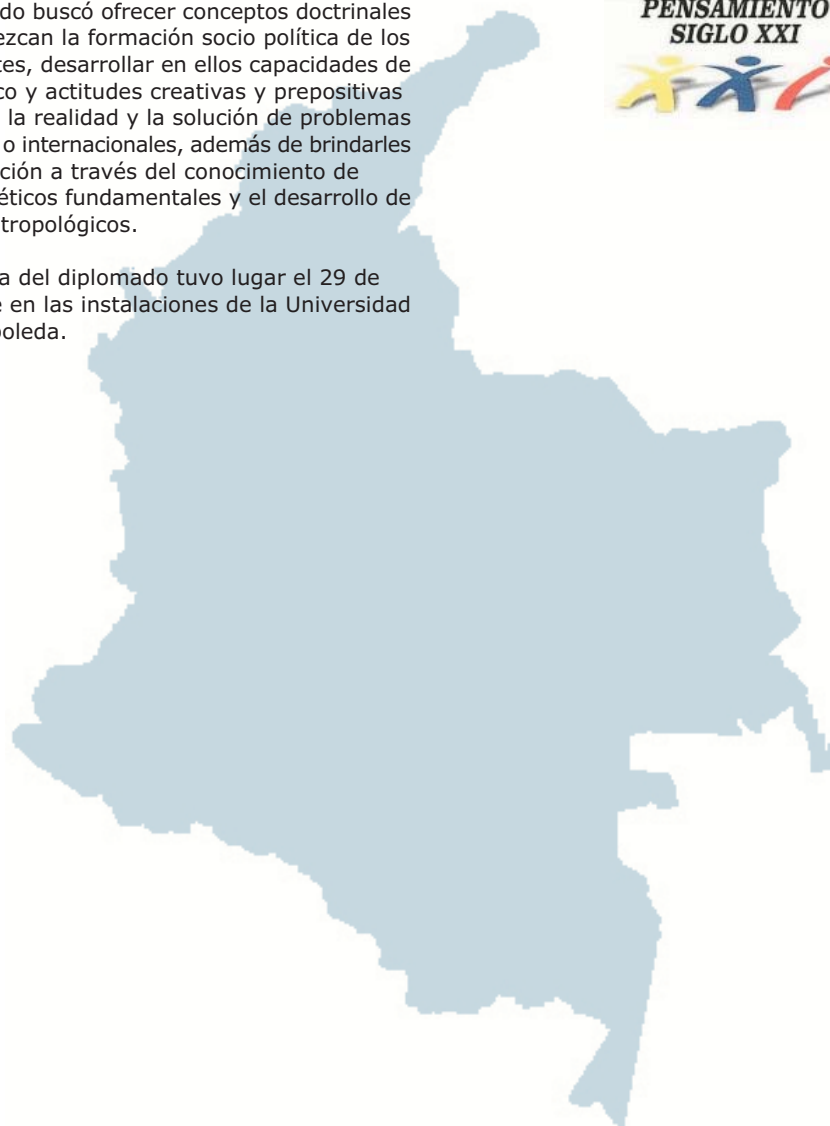 do buscó ofrecer conceptos doctrinales
ezcan la formación socio política de los
tes, desarrollar en ellos capacidades de
co y actitudes creativas y prepositivas
la realidad y la solución de problemas
o internacionales, además de brindarles
ción a través del conocimiento de
éticos fundamentales y el desarrollo de
tropológicos.
a del diplomado tuvo lugar el 29 de
e en las instalaciones de la Universidad
oleda.
PENSAMIENTO
SIGLO XXI